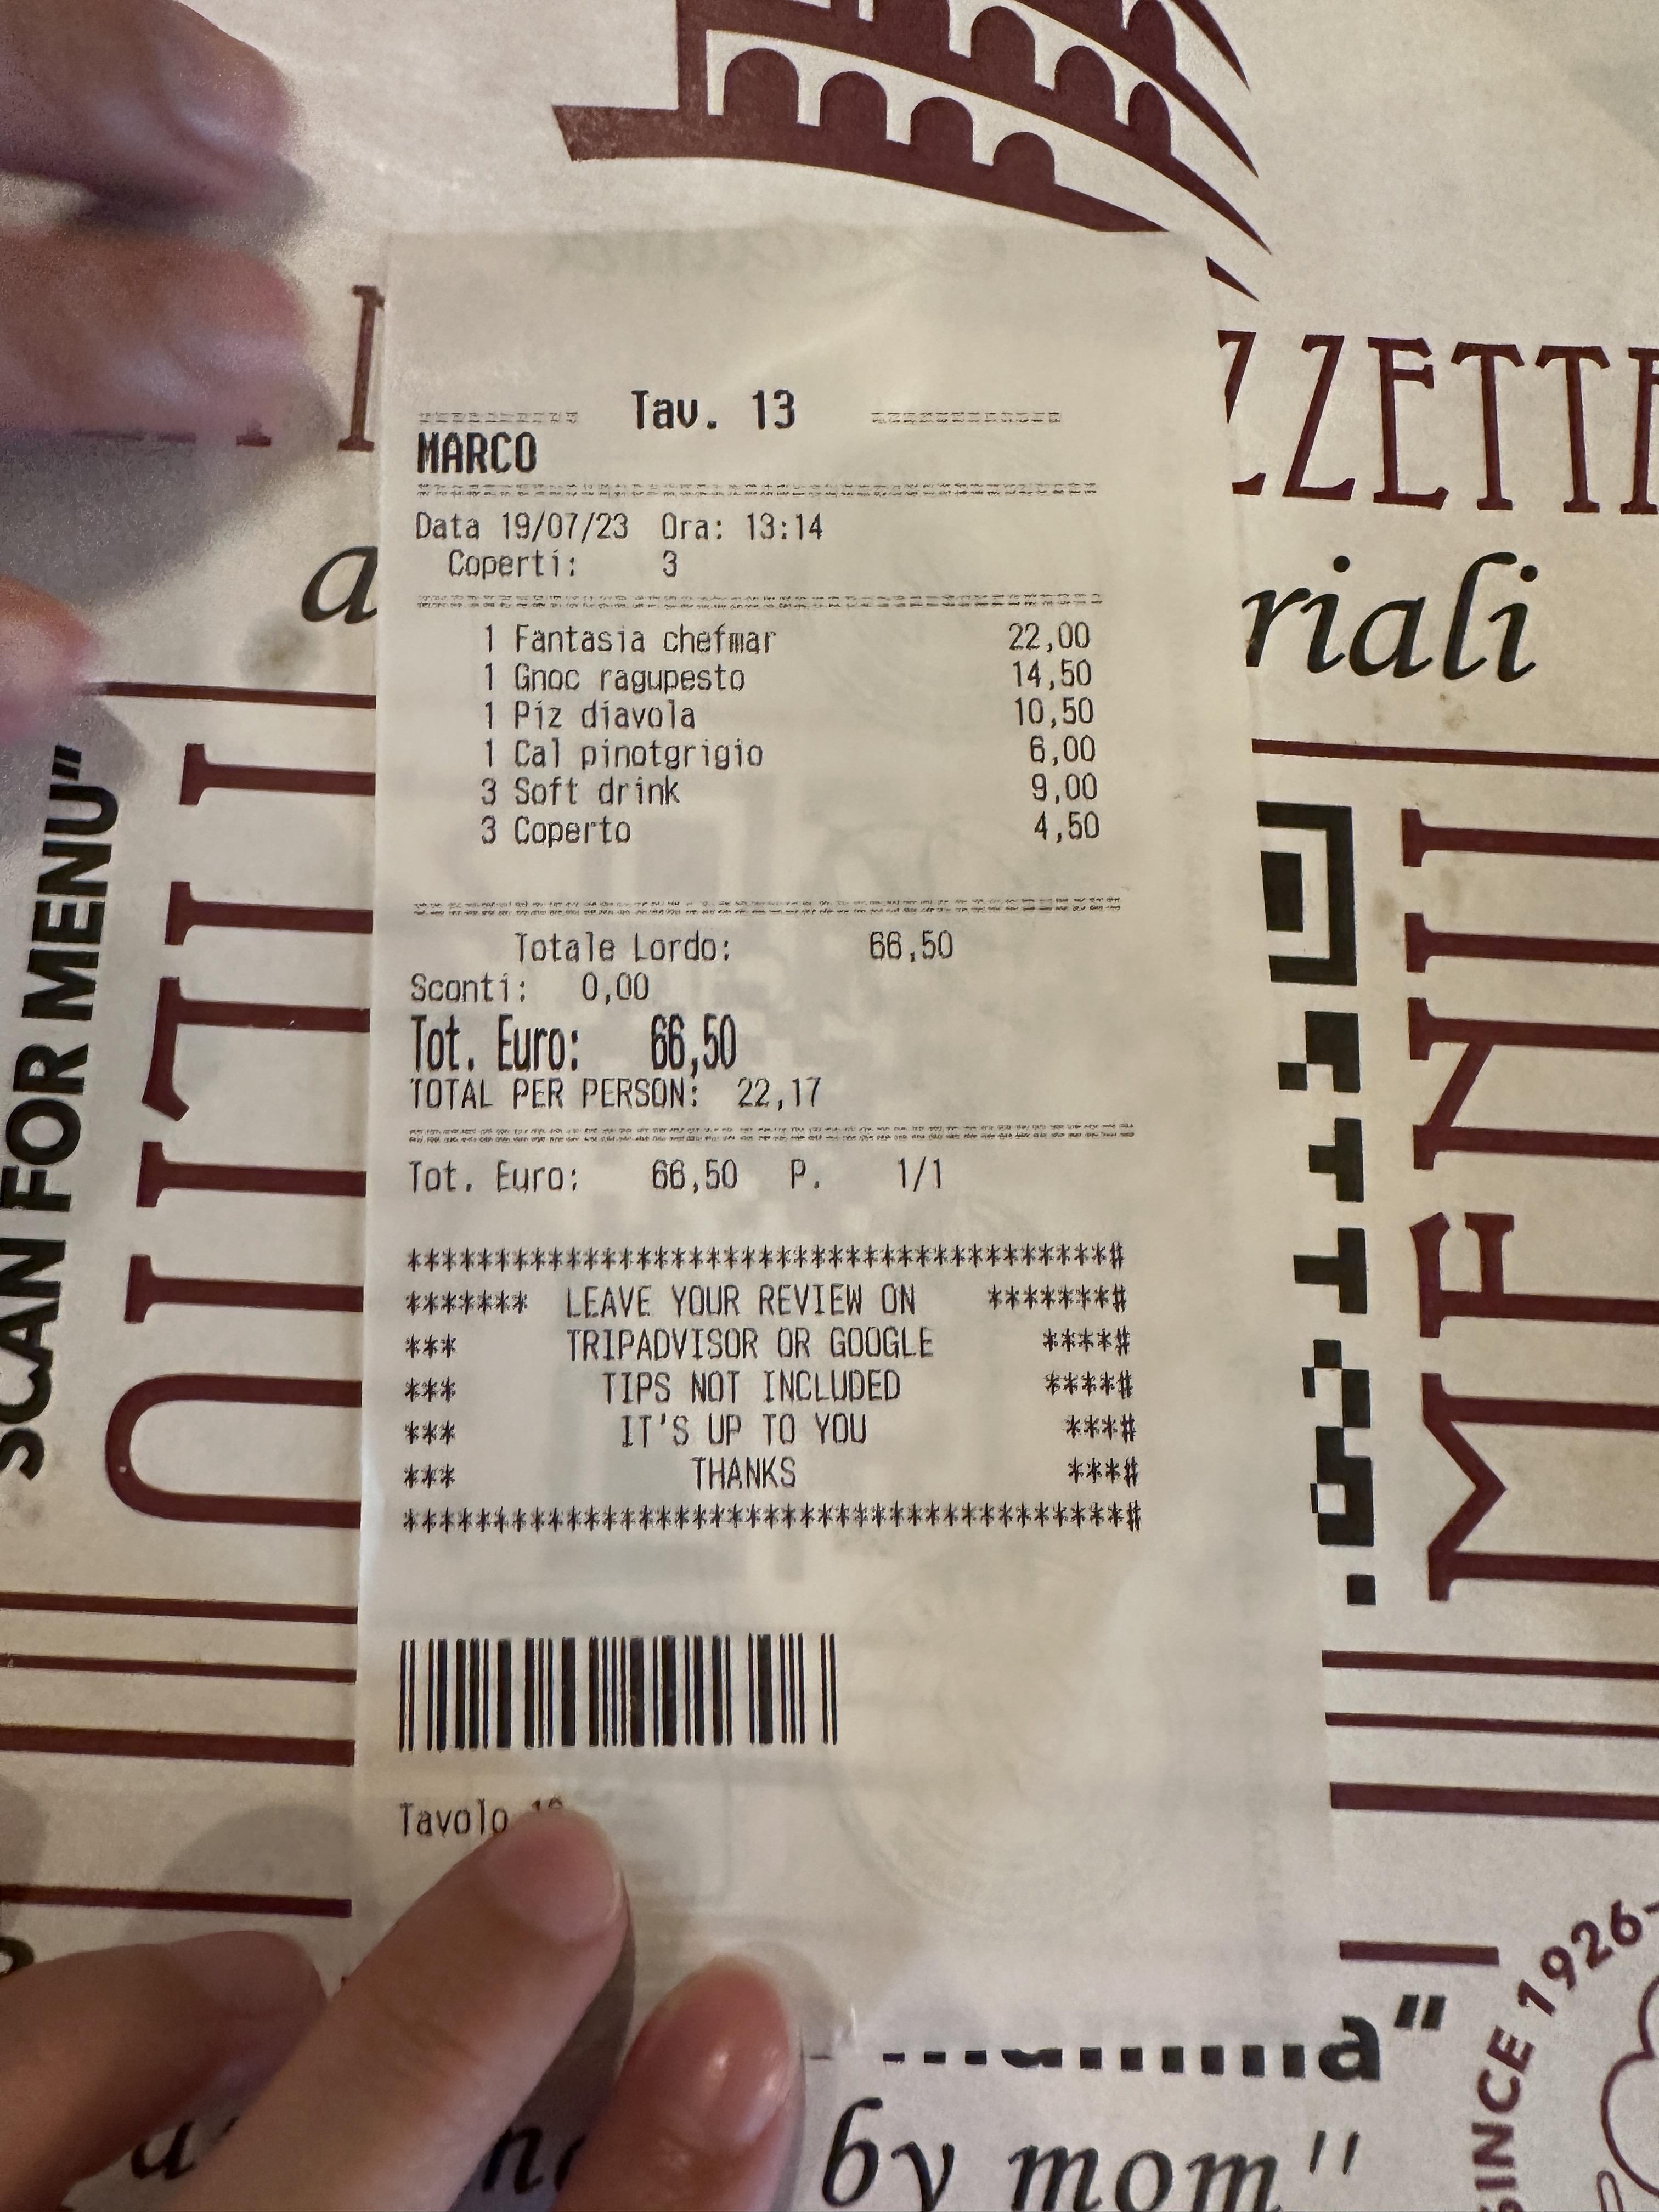 ZZETTE
a
riali
SCAN FOR MENU"
Tav. 13
MARCO
Data 19/07/23 Ora: 13:14
Coperti: 3
1 Fantasia chefmar 22,00
1 Gnoc ragupesto 14,50
1 Piz diavola 10,50
1 Cal pinotgrigio 6,00
3 Soft drink 9,00
3 Coperto 4,50
Totale Lordo: 66,50
Sconti: 0,00
Tot. Euro: 66,50
TOTAL PER PERSON: 22,17
Tot. Euro: 66,50 P. 1/1
*****************************************#
******* LEAVE YOUR REVIEW ON *******#
*** TRIPADVISOR OR GOOGLE ****#
*** TIPS NOT INCLUDED ****#
*** IT'S UP TO YOU ***#
*** THANKS ***#
*****************************************#
Tavolo
MENU
SINCE 1926
by mom"